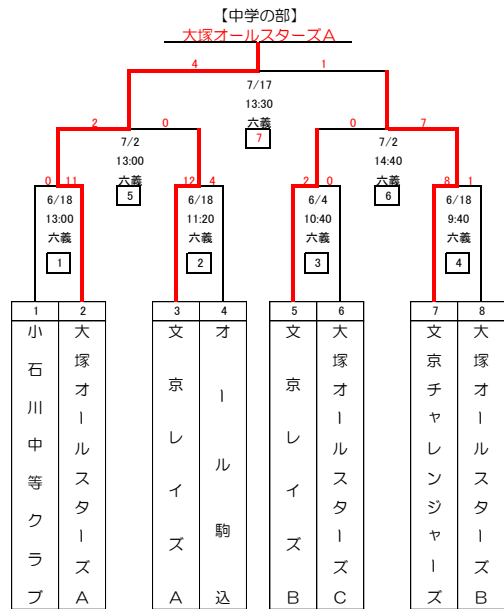 【中学の部】
大塚オールスターズA
4 1
7/17
13:30
六義
7
2 0 0 7
7/2 7/2
13:00 14:40
六義 六義
5 6
0 11 12 4 2 0 8 1
6/18 6/18 6/4 6/18
13:00 11:20 10:40 9:40
六義 六義 六義 六義
1 2 3 4
1 2 3 4 5 6 7 8
小石川中等クラブ
大塚オールスターズA
文京レイズA
オール駒込
文京レイズB
大塚オールスターズC
文京チャレンジャーズ
大塚オールスターズB